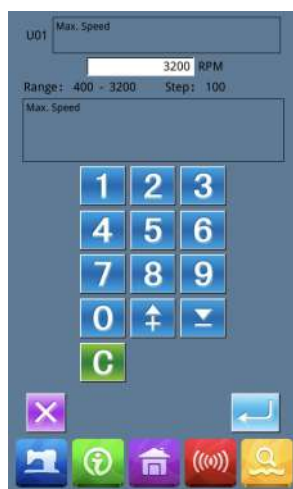 U01 Max. Speed
3200 RPM
Range: 400 - 3200 Step: 100
Max. Speed
1 2 3
4 5 6
7 8 9
0
C